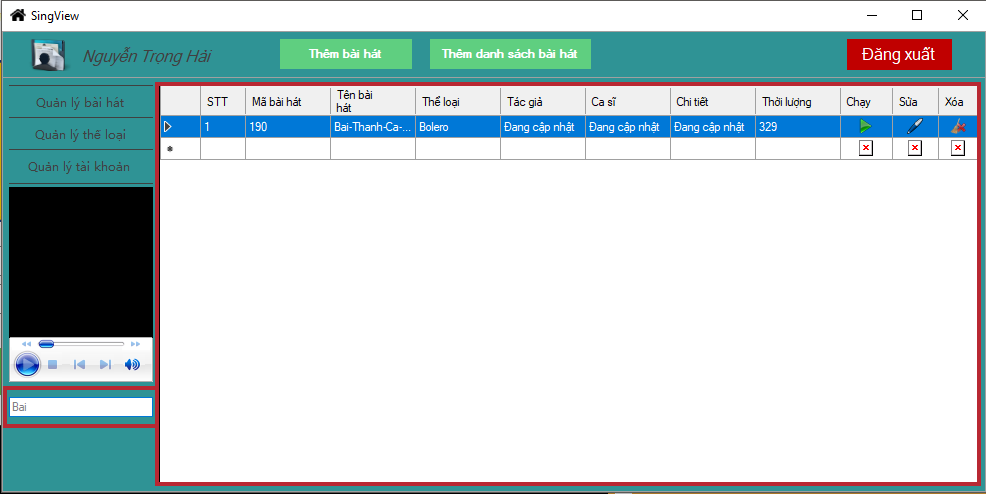 SingView
Nguyễn Trọng Hải
Thêm bài hát
Thêm danh sách bài hát
Đăng xuất
Quản lý bài hát
Quản lý thể loại
Quản lý tài khoản
Bai
STT Mã bài hát Tên bài hát Thể loại Tác giả Ca sĩ Chi tiết Thời lượng Chạy Sửa Xóa
1 190 Bai-Thanh-Ca-... Bolero Đang cập nhật Đang cập nhật Đang cập nhật 329